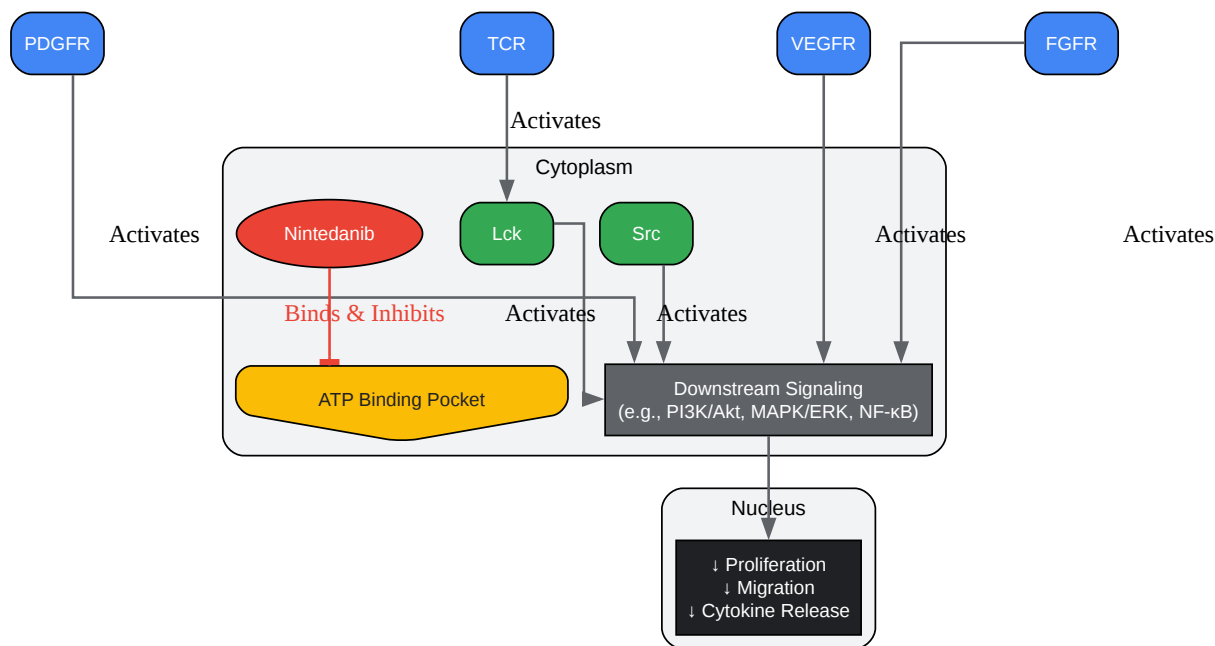 PDGFR
TCR
VEGFR
FGFR
Activates
Cytoplasm
Nintedanib
Lck
Src
Activates
Activates
Activates
Binds & Inhibits
Activates
Activates
ATP Binding Pocket
Downstream Signaling
(e.g., PI3K/Akt, MAPK/ERK, NF-κB)
Nucleus
↓ Proliferation
↓ Migration
↓ Cytokine Release